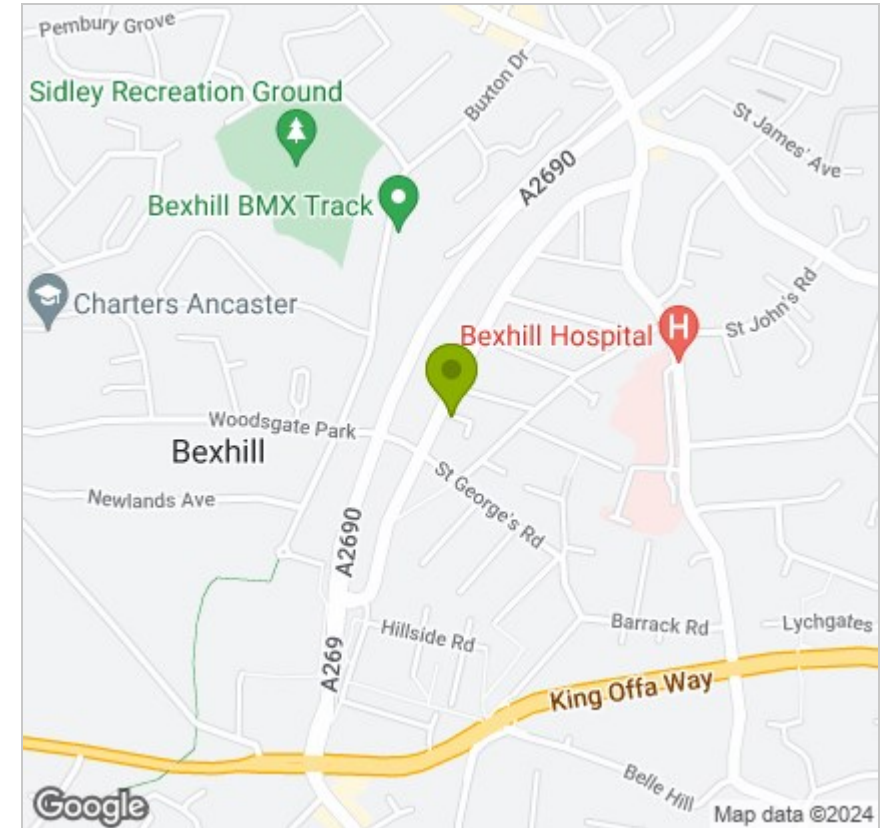 Pembury Grove
Buxton Dr
Sidley Recreation Ground
St James' Ave
A2690
Bexhill BMX Track
Charters Ancaster
St John's Rd
Bexhill Hospital
H
Woodsgate Park
Bexhill
St George's Rd
Newlands Ave
A2690
Barrack Rd
Lychgates
Hillside Rd
A269
King Offa Way
Belle Hill
Google
Map data ©2024